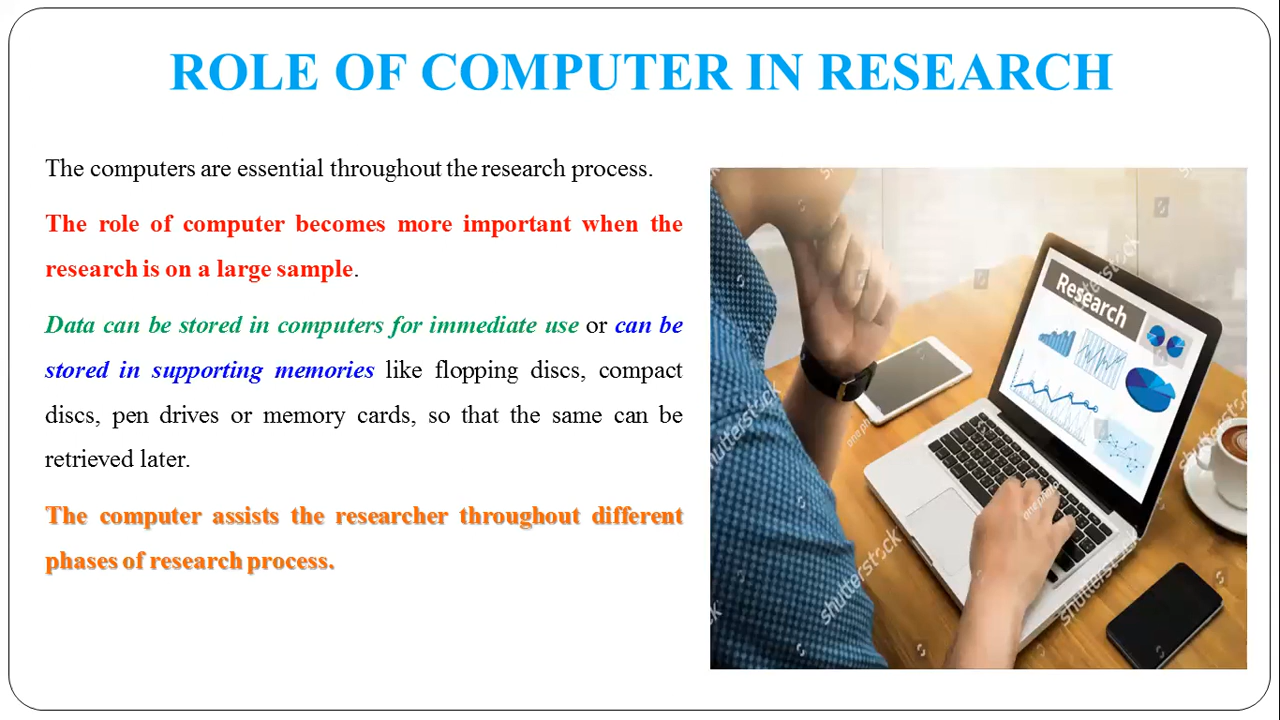 ROLE OF COMPUTER IN RESEARCH
The computers are essential throughout the research process.
The role of computer becomes more important when the
research is on a large sample.
Data can be stored in computers for immediate use or can be
stored in supporting memories like flopping discs, compact
discs, pen drives or memory cards, so that the same can be
retrieved later.
The computer assists the researcher throughout different
phases of research process.
Research
shutterstock
shutterstock
shutterstock